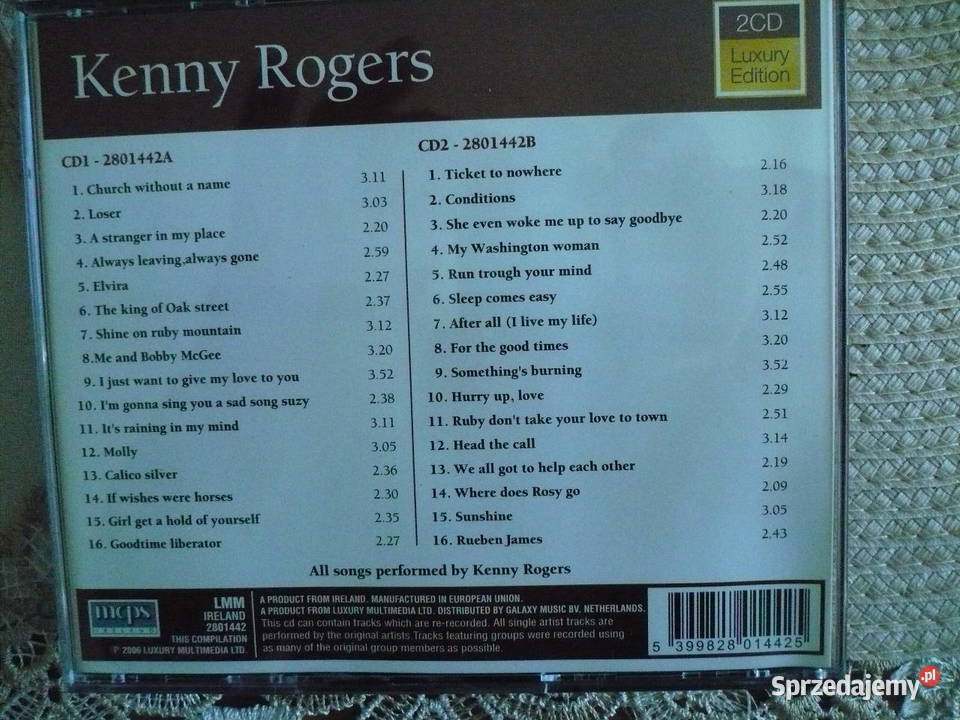 Kenny Rogers
2CD
Luxury
Edition
CD1 - 2801442A
1. Church without a name 3.11
2. Loser 3.03
3. A stranger in my place 2.20
4. Always leaving,always gone 2.59
5. Elvira 2.27
6. The king of Oak street 2.37
7. Shine on ruby mountain 3.12
8.Me and Bobby McGee 3.20
9. I just want to give my love to you 3.52
10. I'm gonna sing you a sad song suzy 2.38
11. It's raining in my mind 3.11
12. Molly 3.05
13. Calico silver 2.36
14. If wishes were horses 2.30
15. Girl get a hold of yourself 2.35
16. Goodtime liberator 2.27
CD2 - 2801442B
1. Ticket to nowhere 2.16
2. Conditions 3.18
3. She even woke me up to say goodbye 2.20
4. My Washington woman 2.52
5. Run trough your mind 2.48
6. Sleep comes easy 2.55
7. After all (I live my life) 3.12
8. For the good times 3.20
9. Something's burning 3.52
10. Hurry up, love 2.29
11. Ruby don't take your love to town 2.51
12. Head the call 3.14
13. We all got to help each other 2.19
14. Where does Rosy go 2.09
15. Sunshine 3.05
16. Rueben James 2.43
All songs performed by Kenny Rogers
mcps
IRELAND
LMM
IRELAND
2801442
THIS COMPILATION
℗ 2006 LUXURY MULTIMEDIA LTD.
A PRODUCT FROM IRELAND. MANUFACTURED IN EUROPEAN UNION.
A PRODUCT FROM LUXURY MULTIMEDIA LTD. DISTRIBUTED BY GALAXY MUSIC BV. NETHERLANDS.
This cd can contain tracks which are re-recorded. All single artist tracks are
performed by the original artists.Tracks featuring groups were recorded using
as many of the original group members as possible.
5 399828 014425
Sprzedajemy.pl